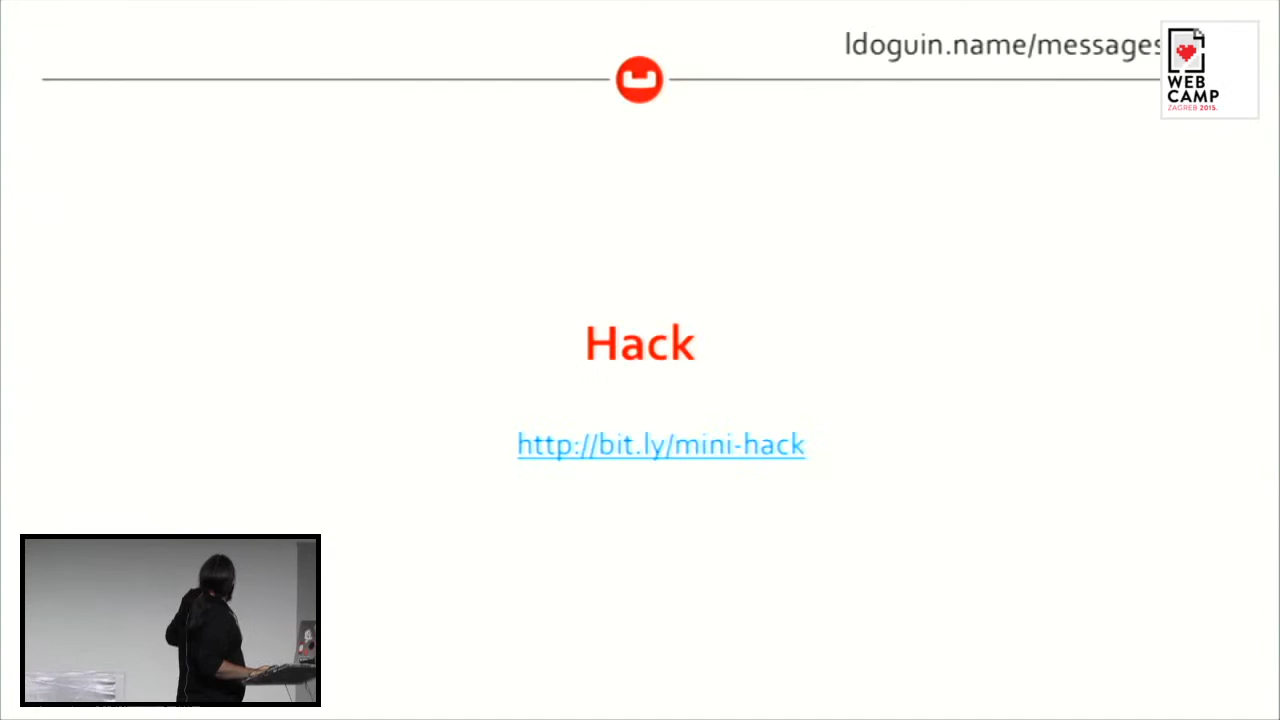 ldoguin.name/messages
WEB
CAMP
ZAGREB 2015.
Hack
http://bit.ly/mini-hack